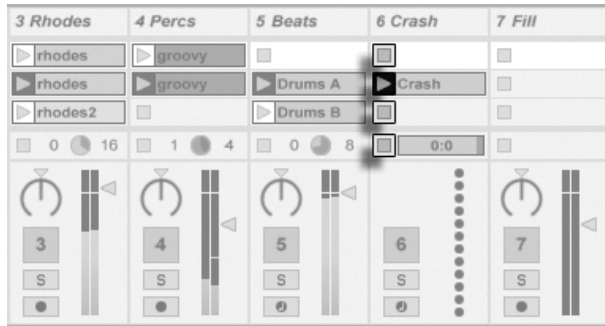 3 Rhodes 4 Percs 5 Beats 6 Crash 7 Fill
rhodes groovy
rhodes groovy Drums A Crash
rhodes2 Drums B
0 16 1 4 0 8 0:0
3 4 5 6 7
S S S S S